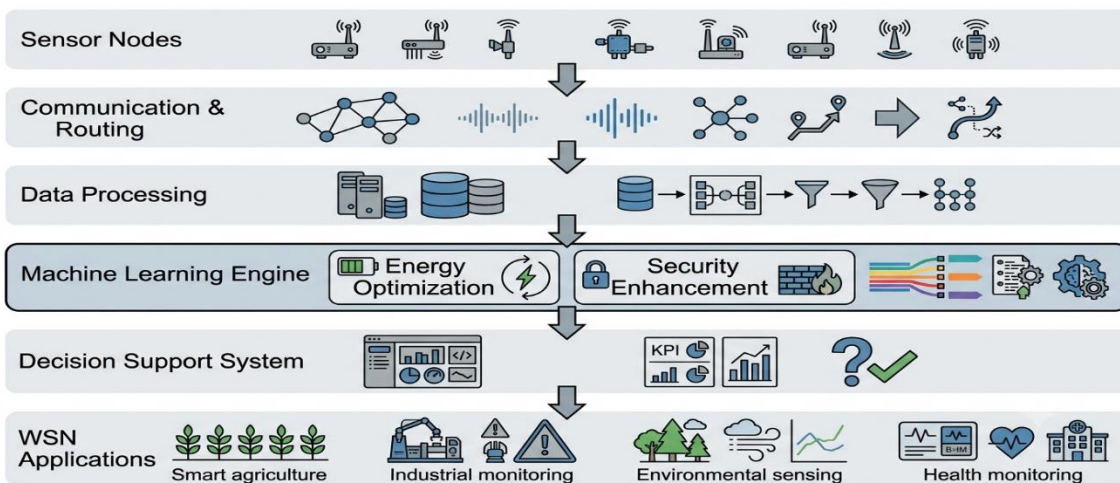 Sensor Nodes
Communication &
Routing
Data Processing
Machine Learning Engine
Energy
Optimization
Security
Enhancement
Decision Support System
</>
KPI
?
WSN
Applications
Smart agriculture
Industrial monitoring
Environmental sensing
Health monitoring